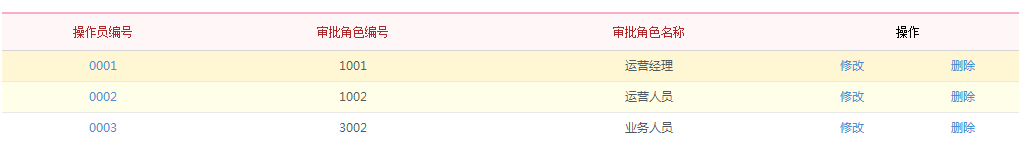 操作员编号 审批角色编号 审批角色名称 操作
0001 1001 运营经理 修改 删除
0002 1002 运营人员 修改 删除
0003 3002 业务人员 修改 删除